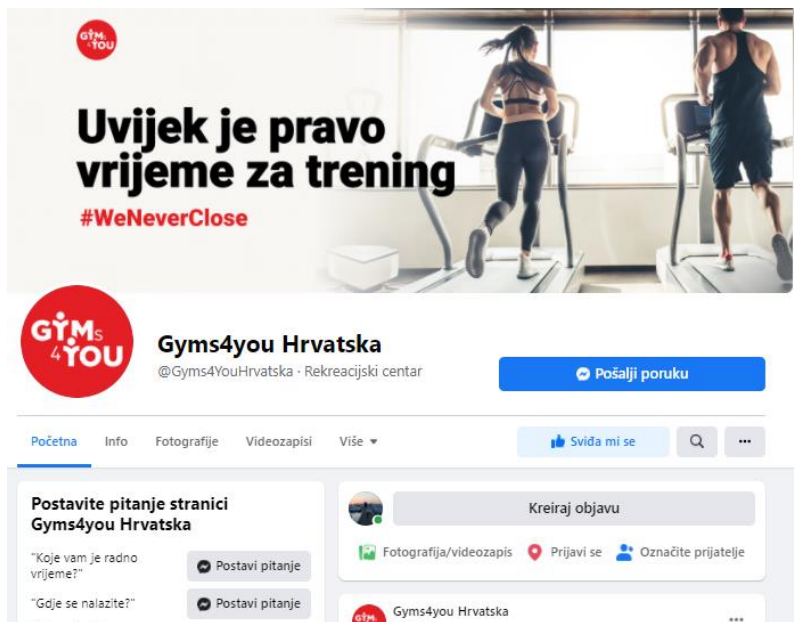 GYMs
4YOU
Uvijek je pravo
vrijeme za trening
#WeNeverClose
GYMs
4YOU
Gyms4you Hrvatska
@Gyms4YouHrvatska · Rekreacijski centar
Pošalji poruku
Početna Info Fotografije Videozapisi Više
Sviđa mi se
Postavite pitanje stranici
Gyms4you Hrvatska
"Koje vam je radno
vrijeme?"
Postavi pitanje
"Gdje se nalazite?"
Postavi pitanje
Kreiraj objavu
Fotografija/videozapis Prijavi se Označite prijatelje
GYMs
Gyms4you Hrvatska